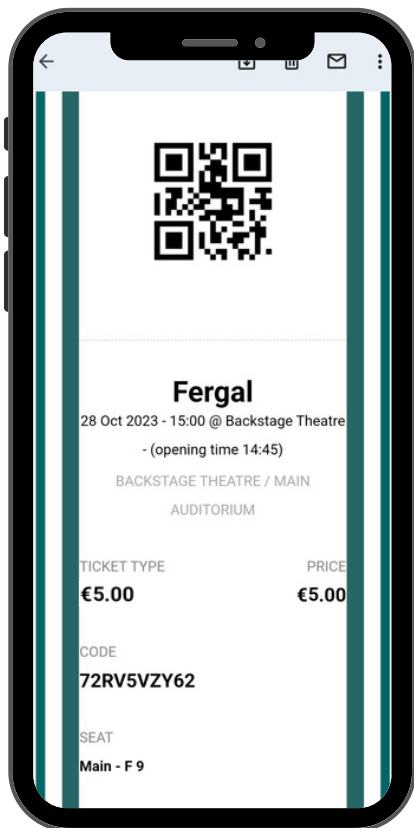 Fergal
28 Oct 2023 - 15:00 @ Backstage Theatre
- (opening time 14:45)
BACKSTAGE THEATRE / MAIN
AUDITORIUM
TICKET TYPE PRICE
€5.00 €5.00
CODE
72RV5VZY62
SEAT
Main - F 9